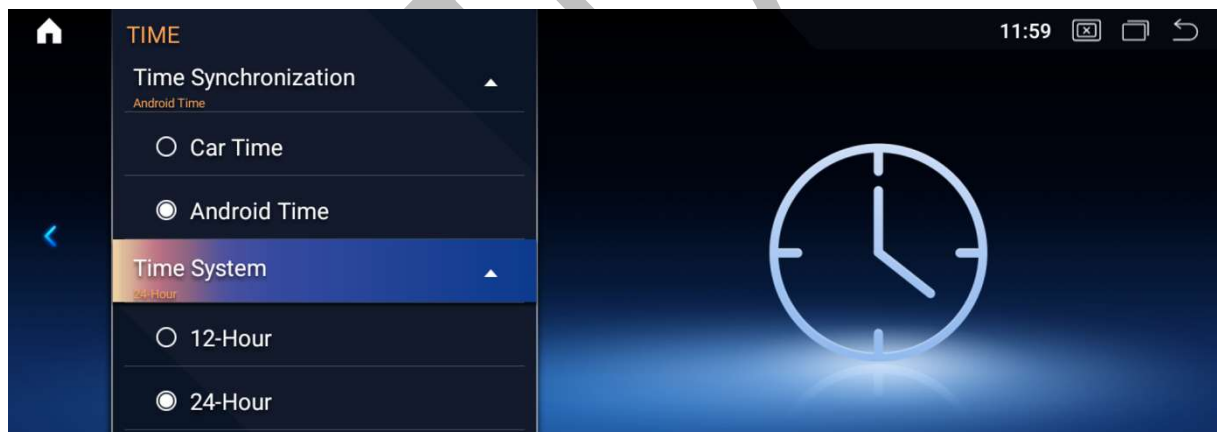 TIME
11:59
Time Synchronization
Android Time
Car Time
Android Time
Time System
24-Hour
12-Hour
24-Hour